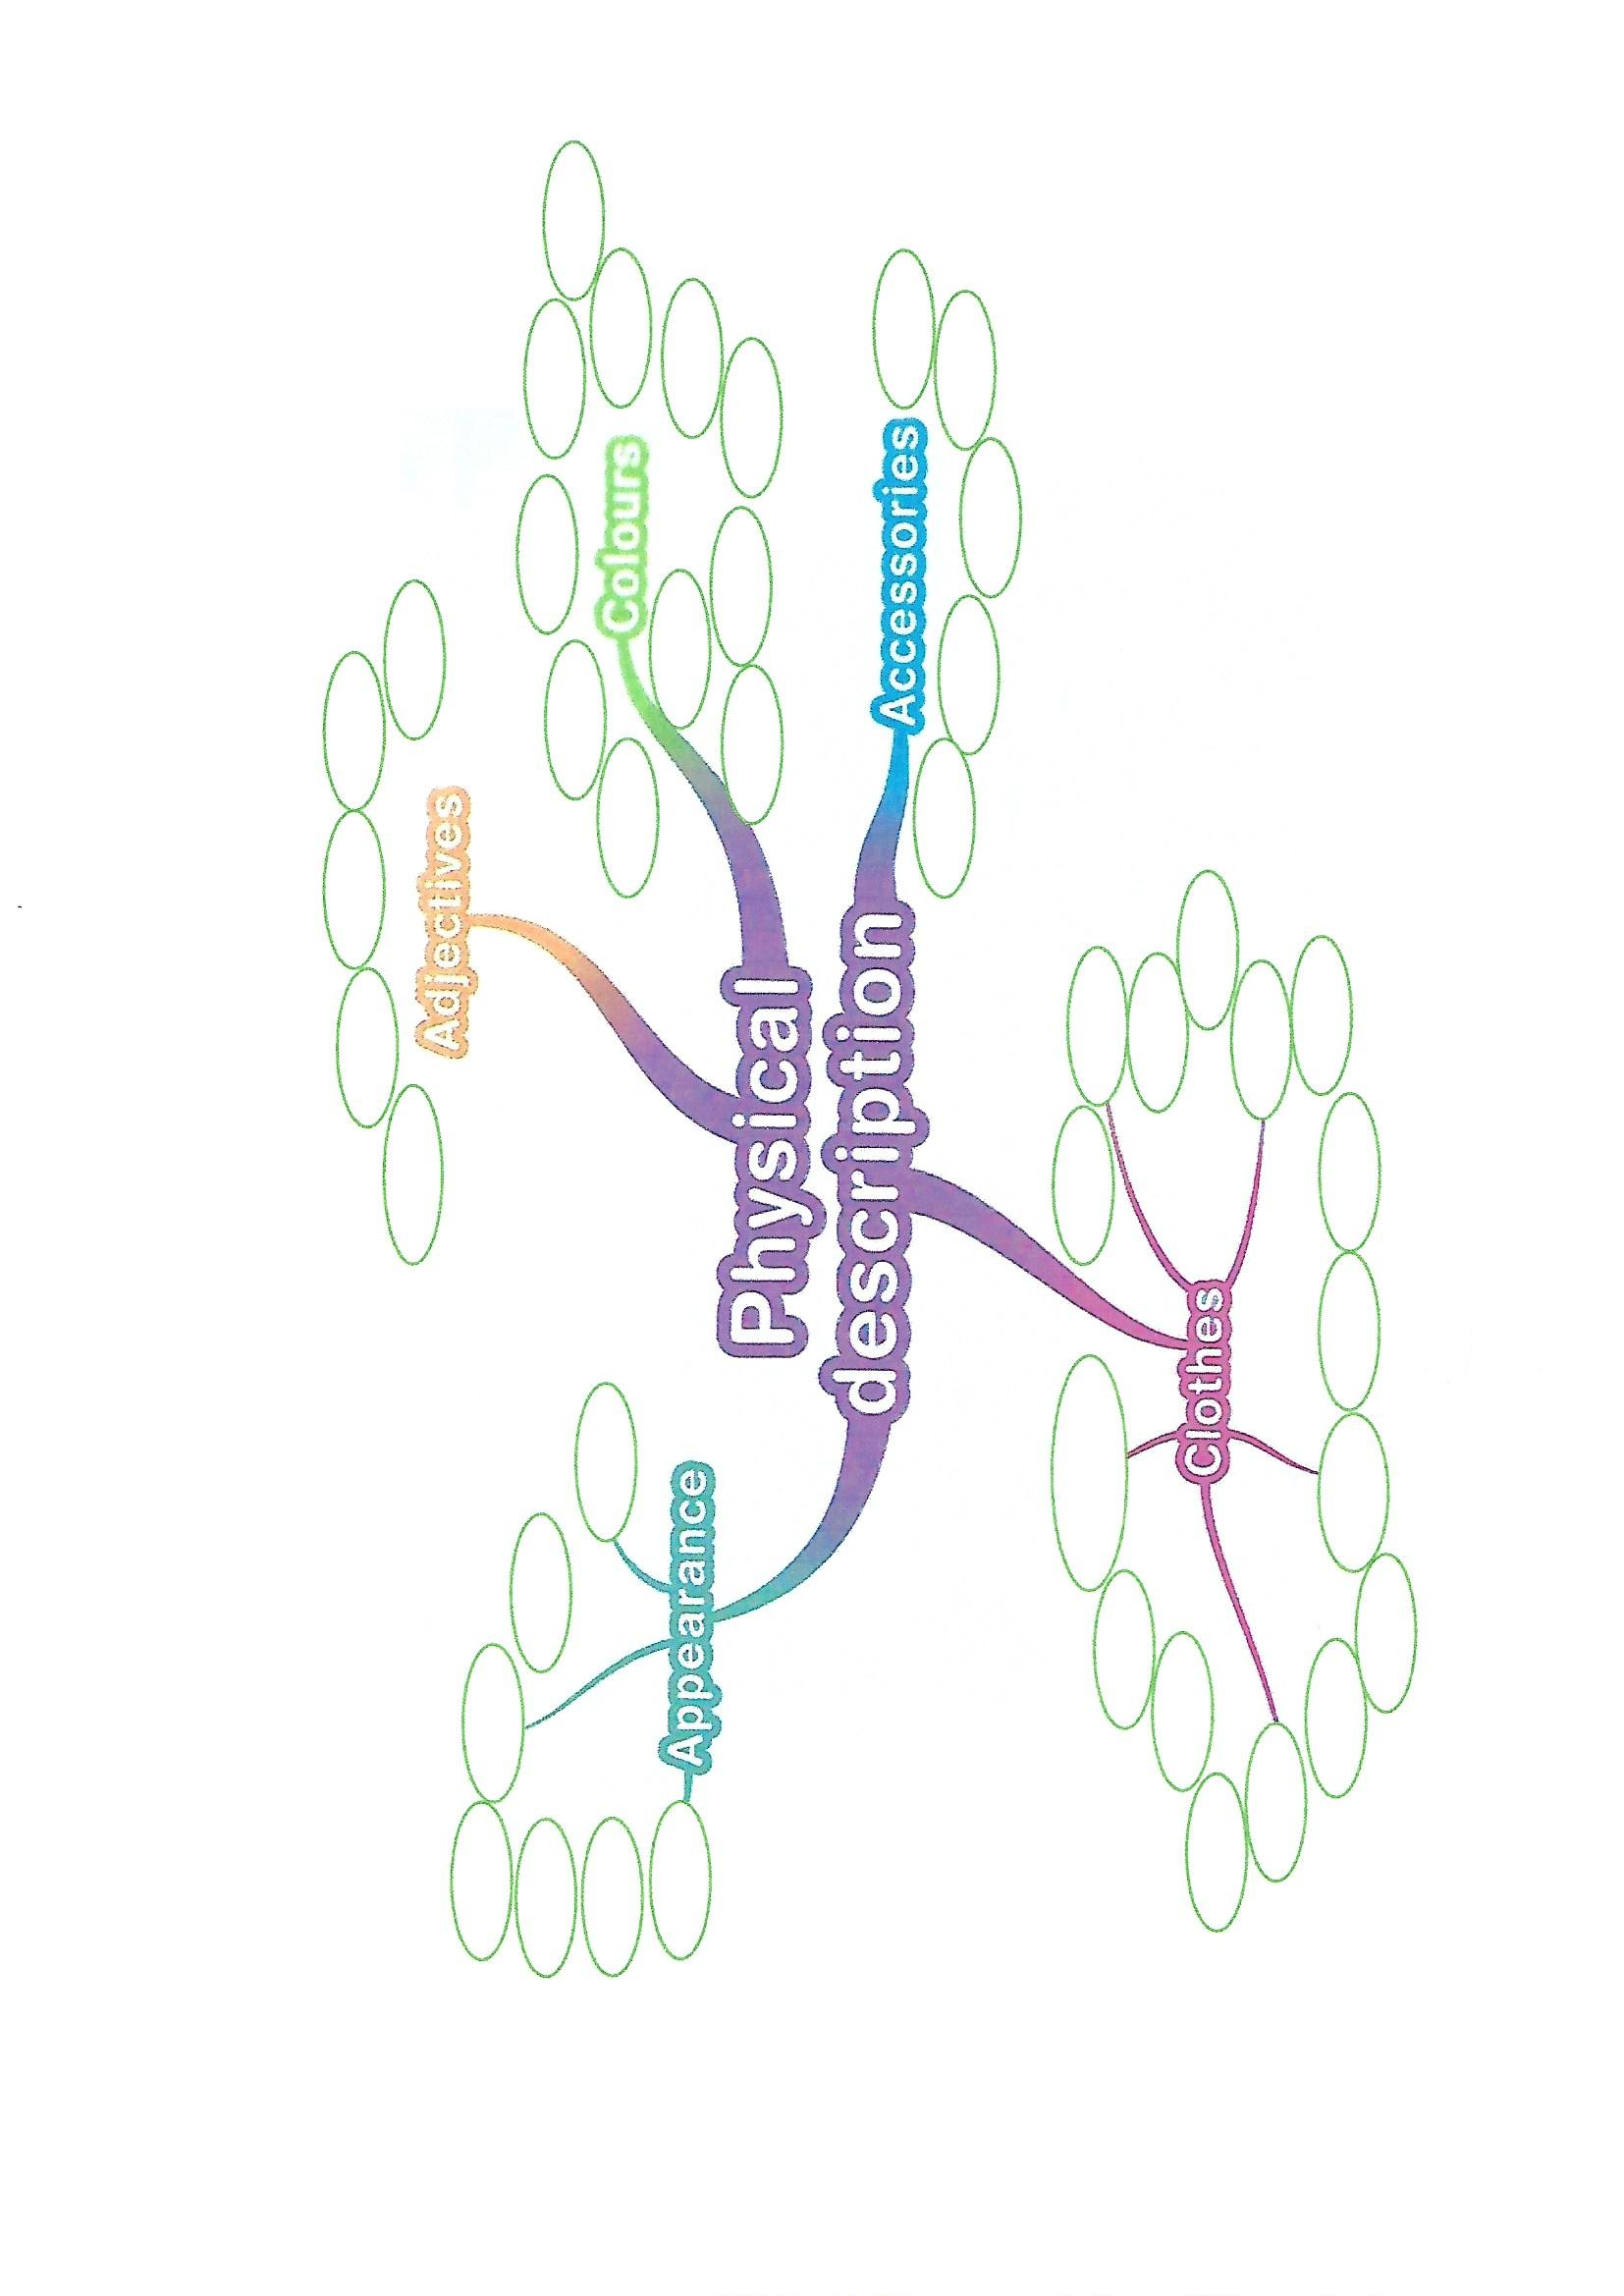 Adjectives
Colours
Appearance
Physical
description
Accessories
Clothes